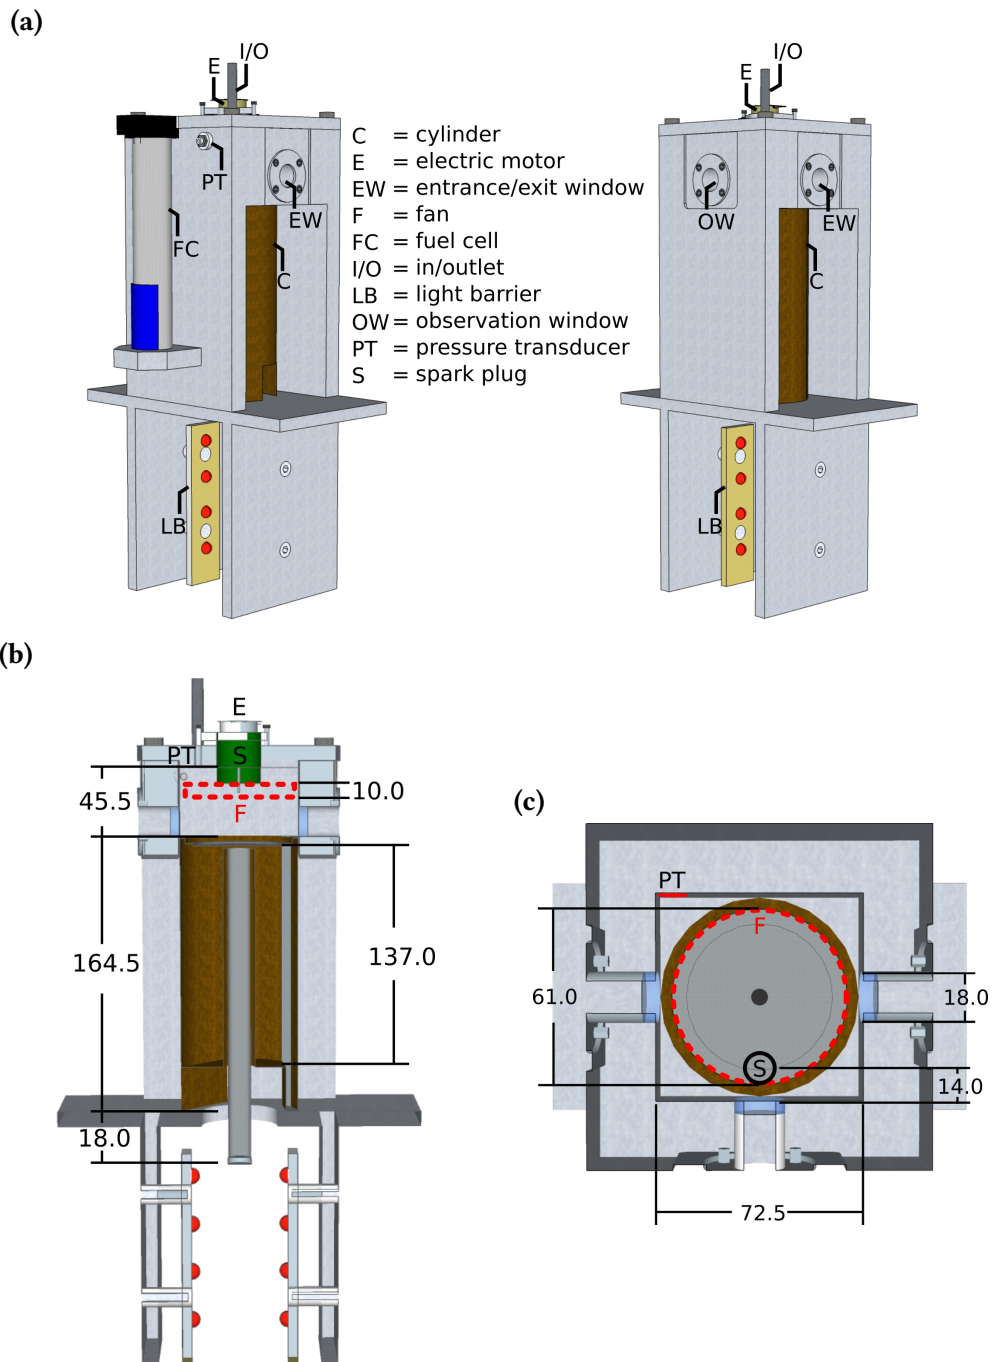 (a)
I/O
E
PT
EW
FC
C
LB
C = cylinder
E = electric motor
EW = entrance/exit window
F = fan
FC = fuel cell
I/O = in/outlet
LB = light barrier
OW = observation window
PT = pressure transducer
S = spark plug
I/O
E
OW
EW
C
LB
(b)
E
PT
S
45.5
10.0
F
164.5
137.0
18.0
(c)
PT
F
61.0
18.0
S
14.0
72.5